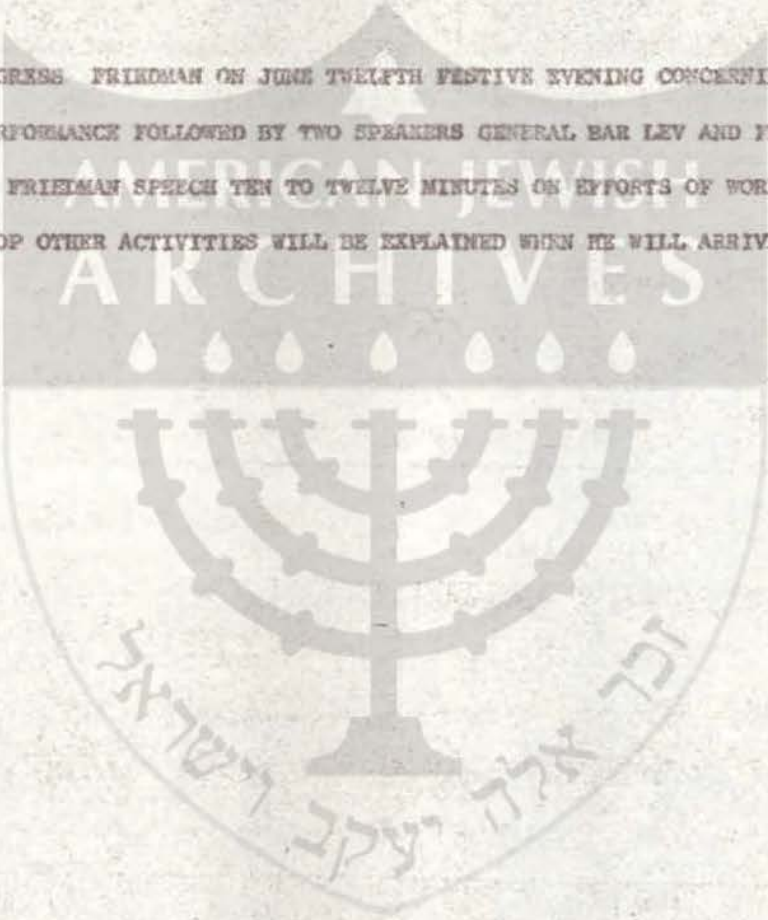 GRESS FRIEDMAN ON JUNE TWELFTH FESTIVE EVENING CONCERNI
RFORMANCE FOLLOWED BY TWO SPEAKERS GENERAL BAR LEV AND
FRIEDMAN SPEECH TEN TO TWELVE MINUTES ON EFFORTS OF WOR
OP OTHER ACTIVITIES WILL BE EXPLAINED WHEN HE WILL ARRIV
AMERICAN JEWISH
ARCHIVES
זכר אלה יעקב וישראל